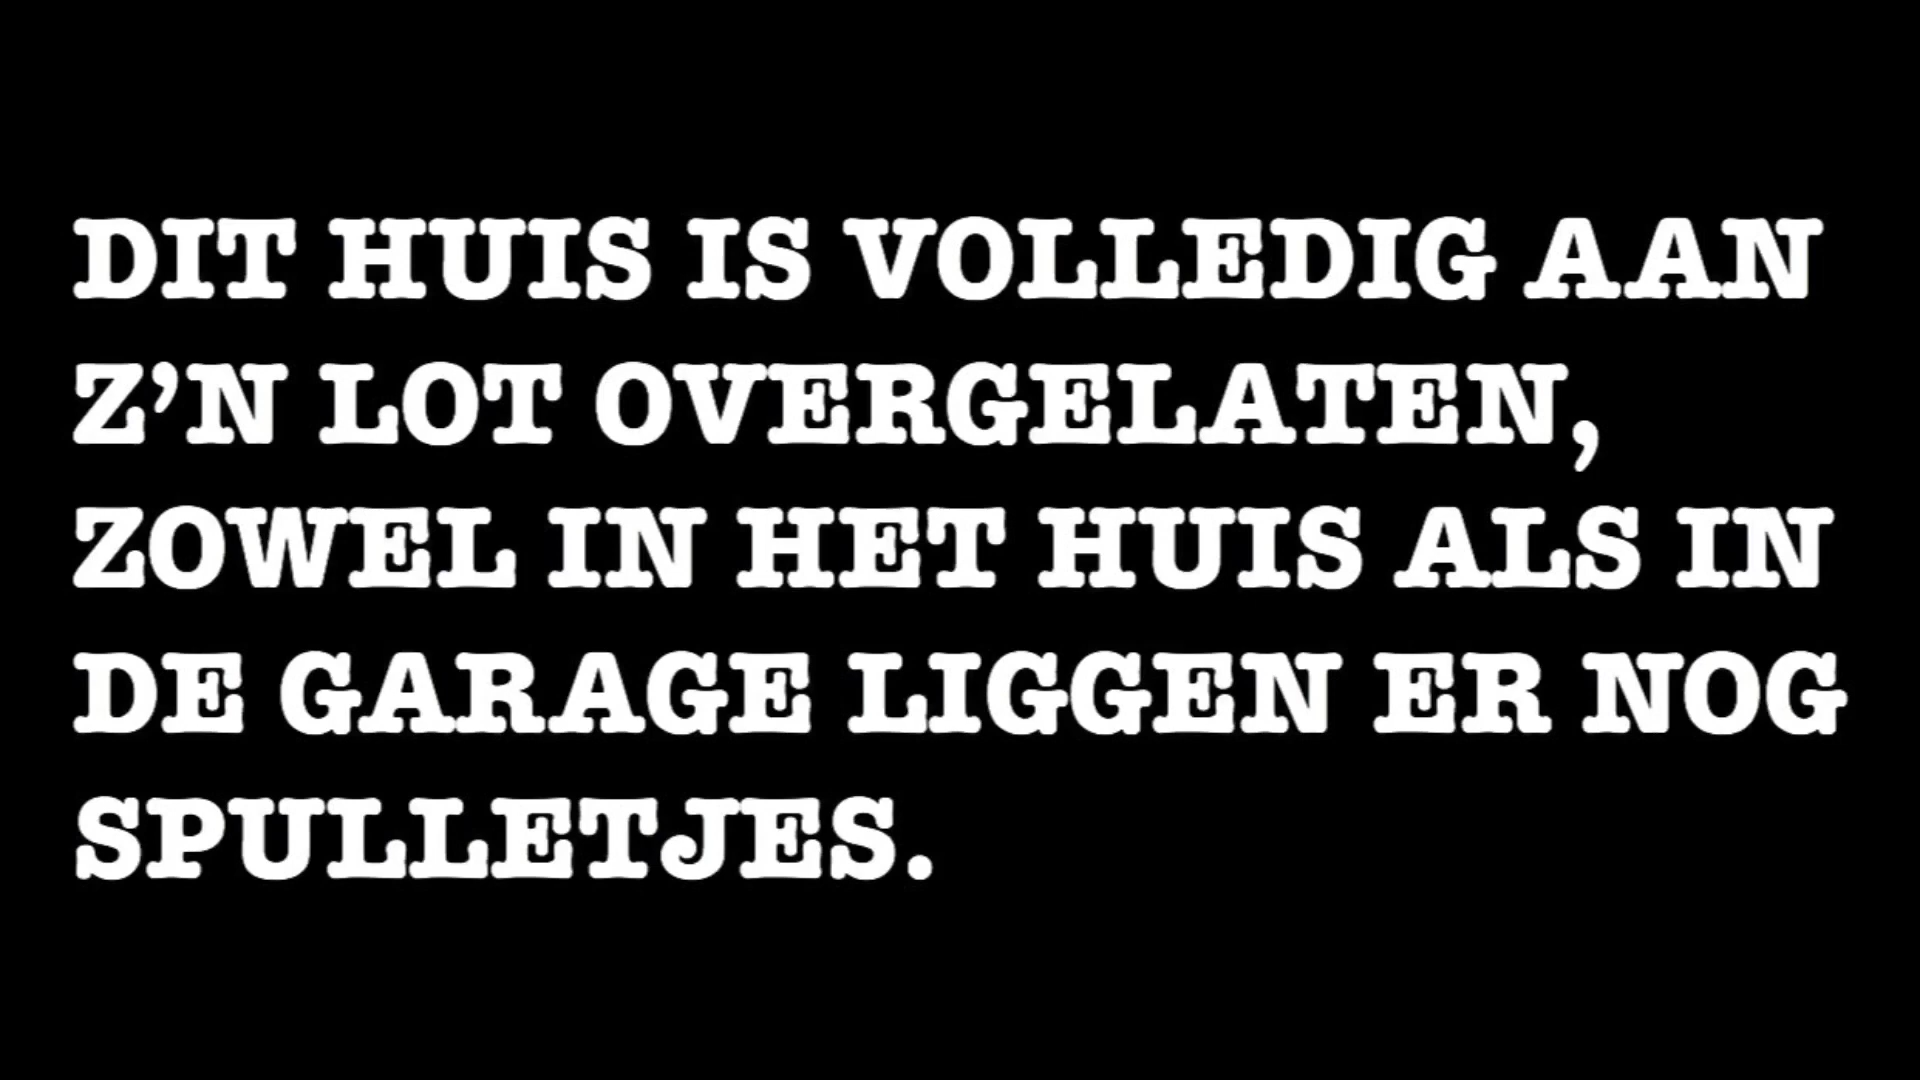 DIT HUIS IS VOLLEDIG AAN
Z’N LOT OVERGELATEN,
ZOWEL IN HET HUIS ALS IN
DE GARAGE LIGGEN ER NOG
SPULLETJES.